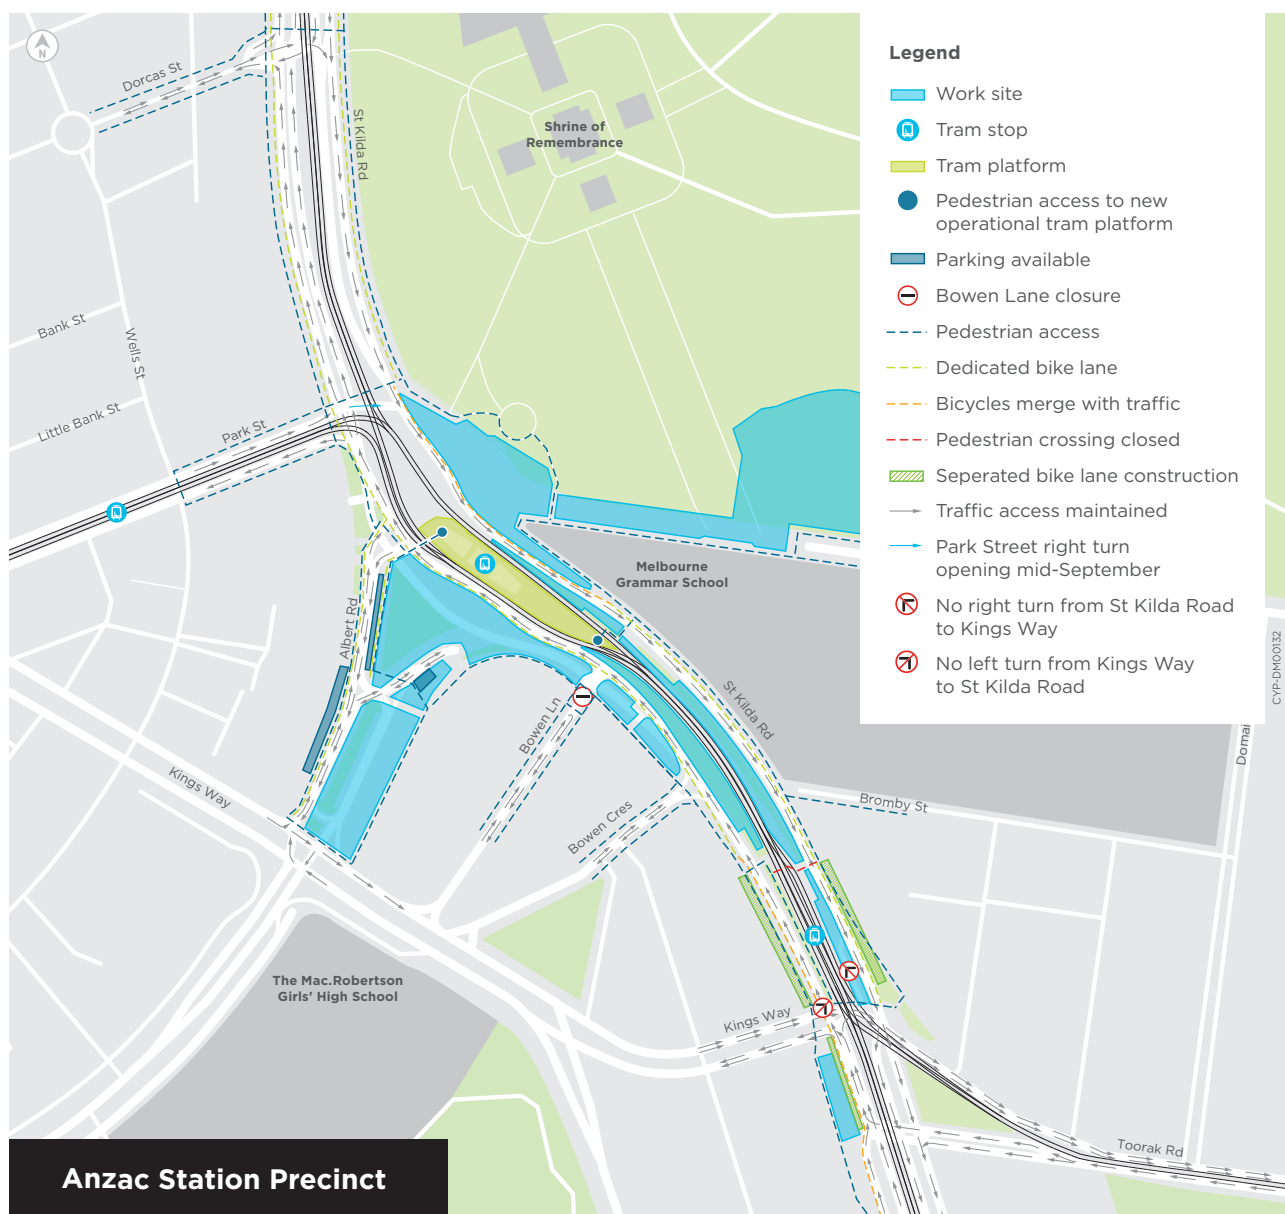 N
Dorcas St
St Kilda Rd
Shrine of
Remembrance
Bank St
Wells St
Little Bank St
Park St
Melbourne
Grammar School
Albert Rd
St Kilda Rd
Bowen Ln
Kings Way
Bowen Cres
Bromby St
Domai
The Mac.Robertson
Girls' High School
Kings Way
Toorak Rd
Legend
Work site
Tram stop
Tram platform
Pedestrian access to new
operational tram platform
Parking available
Bowen Lane closure
Pedestrian access
Dedicated bike lane
Bicycles merge with traffic
Pedestrian crossing closed
Seperated bike lane construction
Traffic access maintained
Park Street right turn
opening mid-September
No right turn from St Kilda Road
to Kings Way
No left turn from Kings Way
to St Kilda Road
CYP-DM00132
Anzac Station Precinct